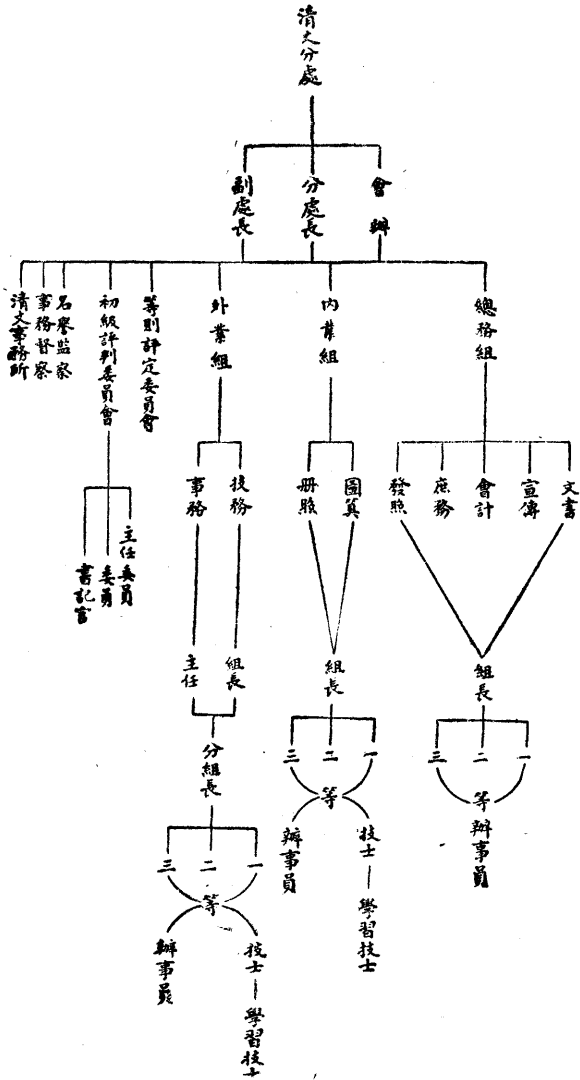 清丈分處
會辦
分處長
副處長
總務組
內業組
外業組
等則評定委員會
初級評判委員會
名譽監察
事務督察
清丈事務所
文書
宣傳
會計
庶務
發照
圖算
册照
技務
事務
主任委員
委員
書記官
組長
一 二 三
等
辦事員
組長
一 二 三
等
技士
學習技士
辦事員
組長
主任
分組長
一 二 三
等
技士
學習技士
辦事員